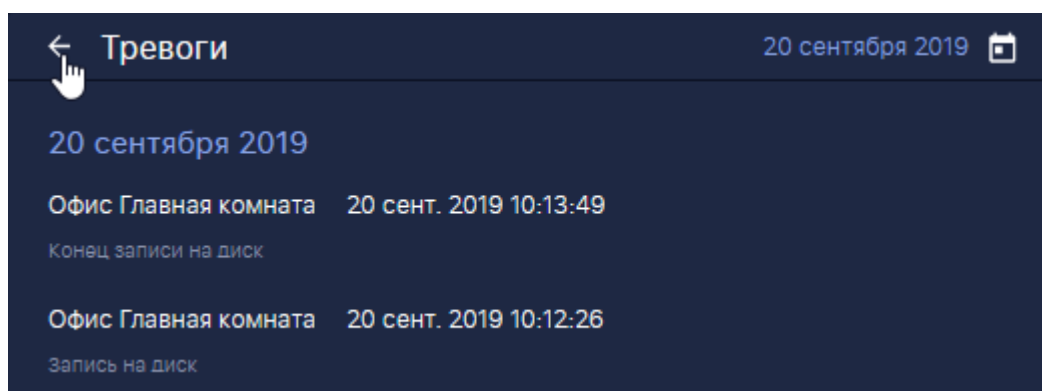 Тревоги 20 сентября 2019
20 сентября 2019
Офис Главная комната 20 сент. 2019 10:13:49
Конец записи на диск
Офис Главная комната 20 сент. 2019 10:12:26
Запись на диск